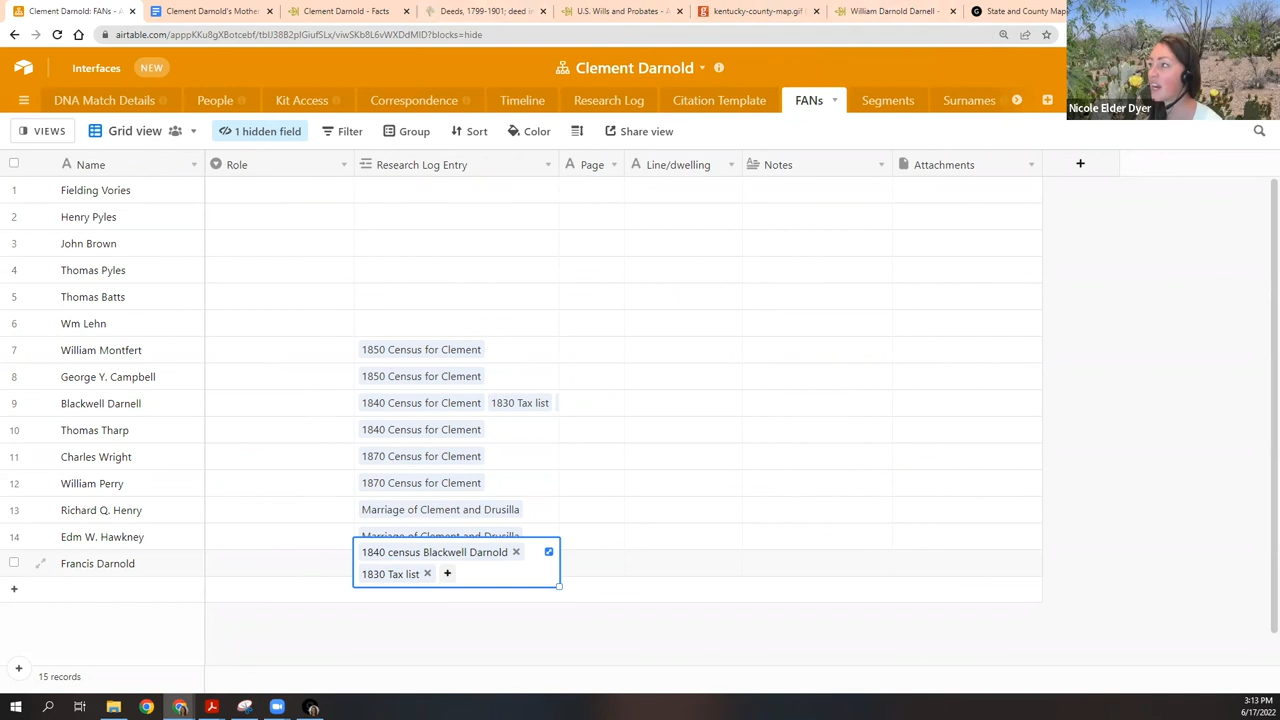 Clement Darnold: FANs - A
Clement Darnold's Mothe
Clement Darnold - Facts
Deeds, 1799-1901; deed in
U.S. Wills and Probates - A
kentucky-county-map.gif
William Darnold Darnell -
State and County Map
airtable.com/apppKKu8gXBotcebf/tblJ38B2pIGiufSLx/viwSKb8L6vWXDdMID?blocks=hide
Interfaces NEW Clement Darnold
DNA Match Details People Kit Access Correspondence Timeline Research Log Citation Template FANs Segments Surnames
Nicole Elder Dyer
VIEWS Grid view 1 hidden field Filter Group Sort Color Share view
Name Role Research Log Entry Page Line/dwelling Notes Attachments
1 Fielding Vories
2 Henry Pyles
3 John Brown
4 Thomas Pyles
5 Thomas Batts
6 Wm Lehn
7 William Montfert 1850 Census for Clement
8 George Y. Campbell 1850 Census for Clement
9 Blackwell Darnell 1840 Census for Clement 1830 Tax list
10 Thomas Tharp 1840 Census for Clement
11 Charles Wright 1870 Census for Clement
12 William Perry 1870 Census for Clement
13 Richard Q. Henry Marriage of Clement and Drusilla
14 Edm W. Hawkney Marriage of Clement and Drusilla
1840 census Blackwell Darnold
Francis Darnold
1830 Tax list
15 records
3:13 PM
6/17/2022